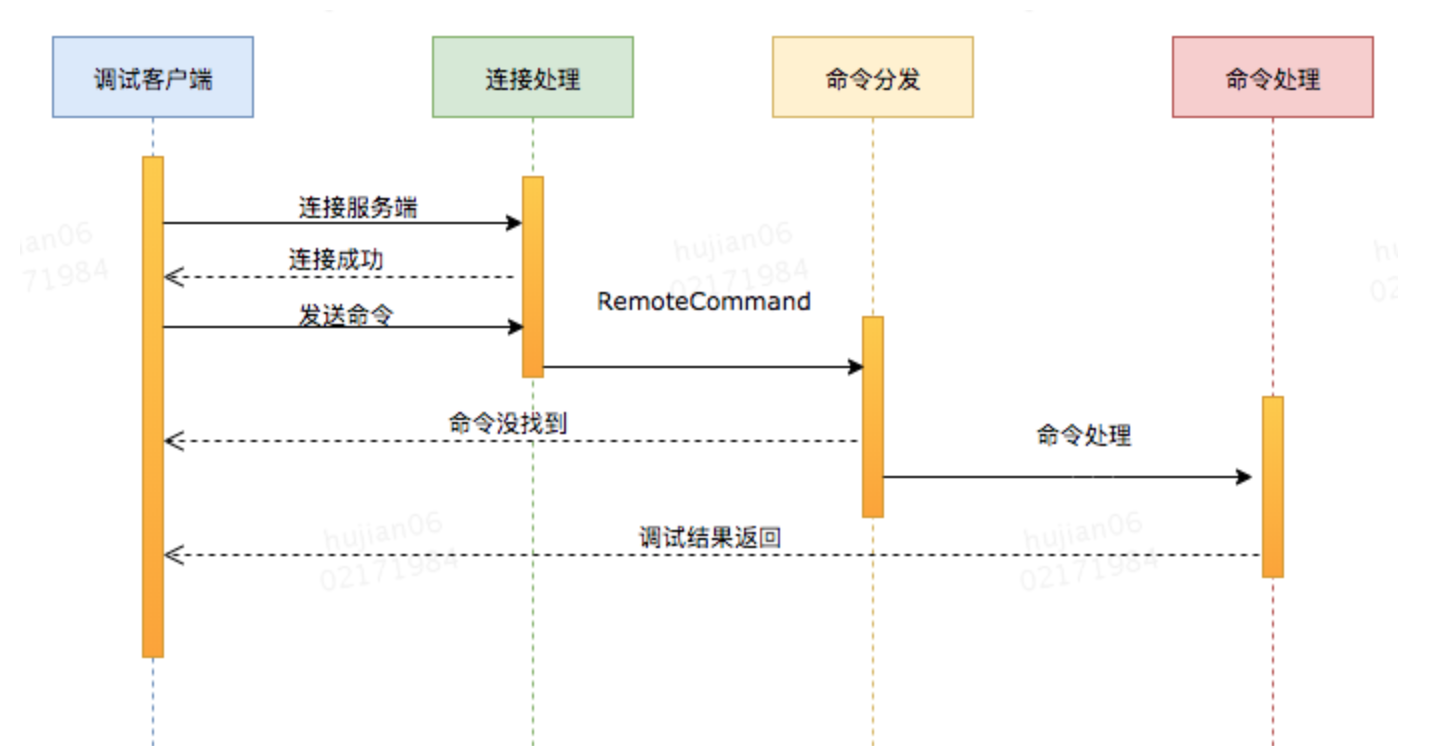 调试客户端
连接处理
命令分发
命令处理
连接服务端
连接成功
发送命令
RemoteCommand
命令没找到
命令处理
调试结果返回
an06
171984
hujian06
02171984
hu
02
hujian06
02171984
hujian06
02171984